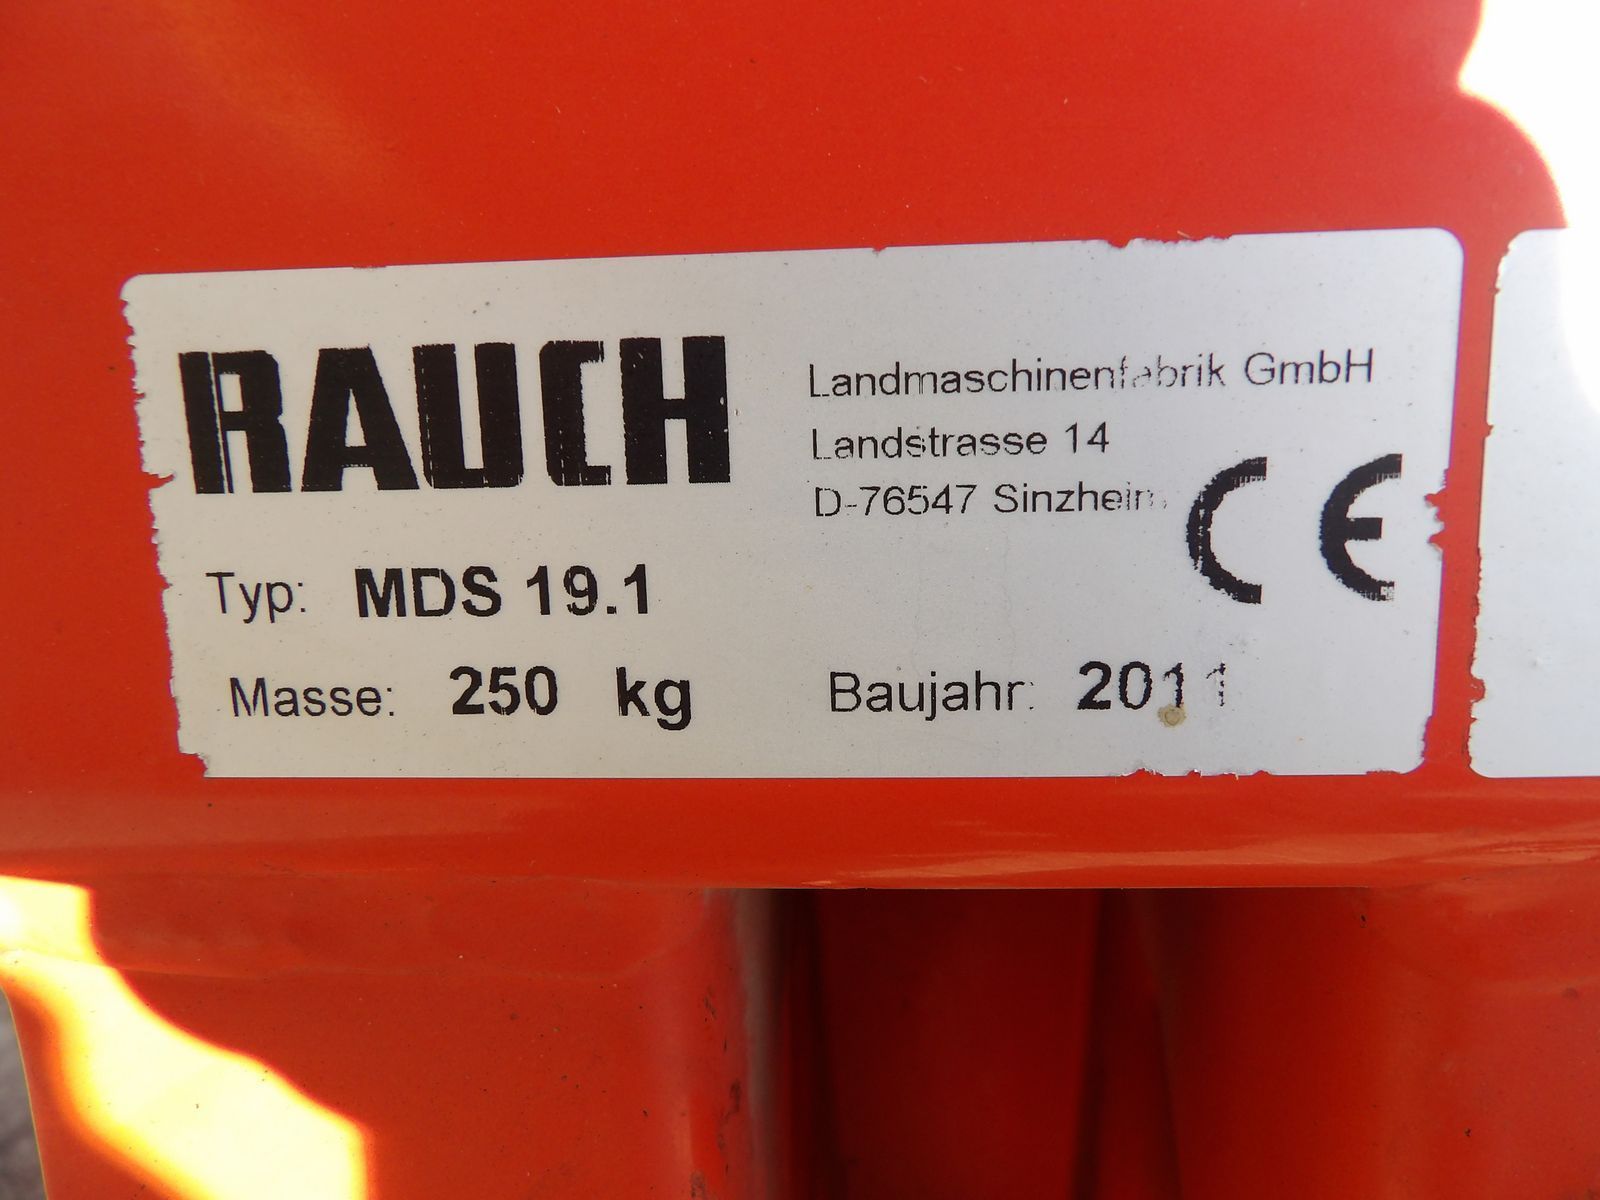 RAUCH
Landmaschinenfabrik GmbH
Landstrasse 14
D-76547 Sinzheim
CE
Typ: MDS 19.1
Masse: 250 kg
Baujahr: 2011